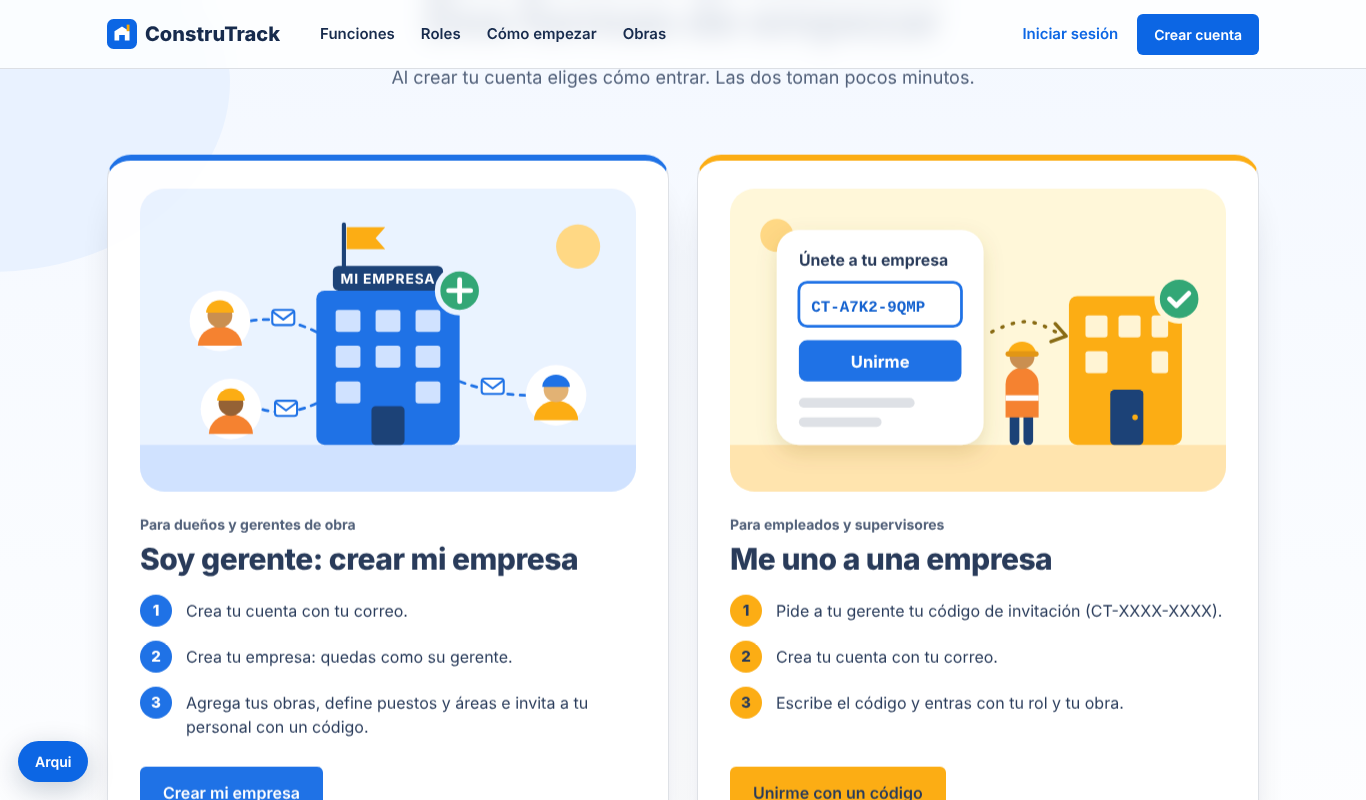 ConstruTrack
Funciones
Roles
Cómo empezar
Obras
Iniciar sesión
Crear cuenta
Al crear tu cuenta eliges cómo entrar. Las dos toman pocos minutos.
MI EMPRESA
Para dueños y gerentes de obra
Soy gerente: crear mi empresa
1 Crea tu cuenta con tu correo.
2 Crea tu empresa: quedas como su gerente.
3 Agrega tus obras, define puestos y áreas e invita a tu
personal con un código.
Crear mi empresa
Únete a tu empresa
CT-A7K2-9QMP
Unirme
Para empleados y supervisores
Me uno a una empresa
1 Pide a tu gerente tu código de invitación (CT-XXXX-XXXX).
2 Crea tu cuenta con tu correo.
3 Escribe el código y entras con tu rol y tu obra.
Unirme con un código
Arqui